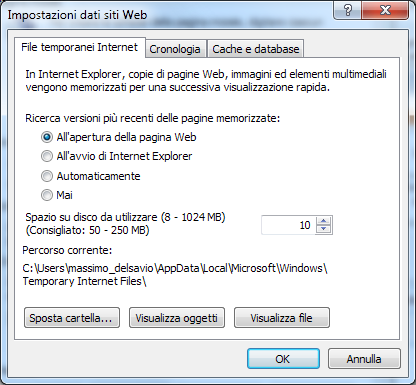 Impostazioni dati siti Web
File temporanei Internet
Cronologia
Cache e database
In Internet Explorer, copie di pagine Web, immagini ed elementi multimediali
vengono memorizzati per una successiva visualizzazione rapida.
Ricerca versioni più recenti delle pagine memorizzate:
All'apertura della pagina Web
All'avvio di Internet Explorer
Automaticamente
Mai
Spazio su disco da utilizzare (8 - 1024 MB)
(Consigliato: 50 - 250 MB)
10
Percorso corrente:
C:\Users\massimo_delsavio\AppData\Local\Microsoft\Windows\
Temporary Internet Files\
Sposta cartella...
Visualizza oggetti
Visualizza file
OK
Annulla